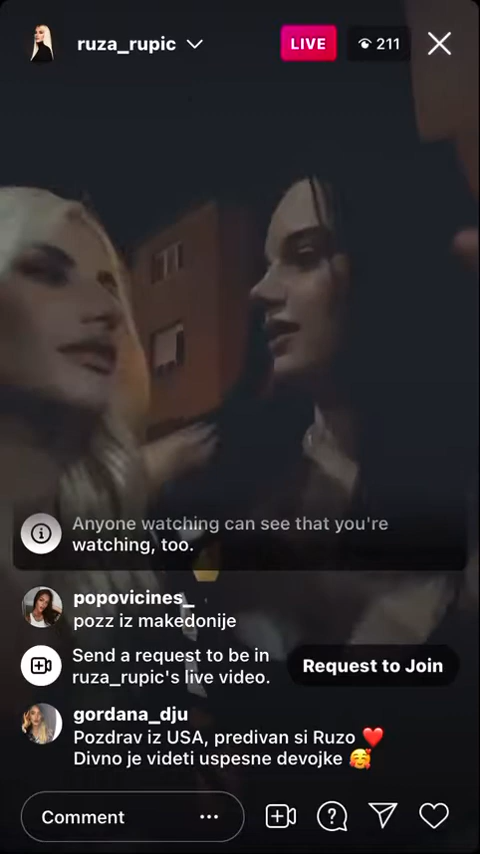 ruza_rupic
LIVE
211
Anyone watching can see that you're
watching, too.
popovicines_
pozz iz makedonije
Send a request to be in
ruza_rupic's live video.
Request to Join
gordana_dju
Pozdrav iz USA, predivan si Ruzo ❤️
Divno je videti uspesne devojke 🥰
Comment